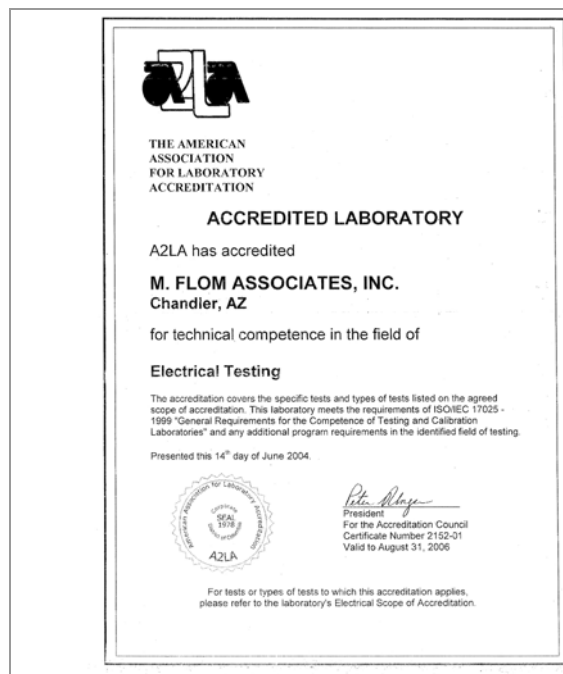 A2LA
THE AMERICAN
ASSOCIATION
FOR LABORATORY
ACCREDITATION
ACCREDITED LABORATORY
A2LA has accredited
M. FLOM ASSOCIATES, INC.
Chandler, AZ
for technical competence in the field of
Electrical Testing
The accreditation covers the specific tests and types of tests listed on the agreed
scope of accreditation. This laboratory meets the requirements of ISO/IEC 17025 -
1999 "General Requirements for the Competence of Testing and Calibration
Laboratories" and any additional program requirements in the identified field of testing.
Presented this 14th day of June 2004.
American Association for Laboratory Accreditation
Corporate
SEAL
1978
District of Columbia
A2LA
Peter
President
For the Accreditation Council
Certificate Number 2152-01
Valid to August 31, 2006
For tests or types of tests to which this accreditation applies,
please refer to the laboratory's Electrical Scope of Accreditation.